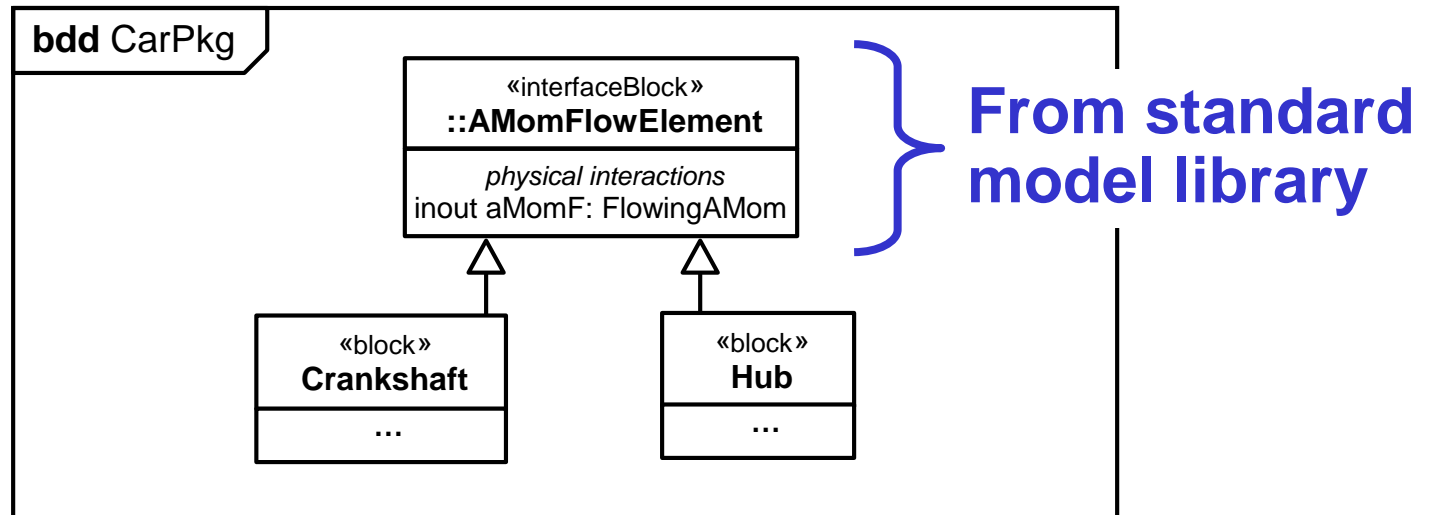 bdd CarPkg
«interfaceBlock»
::AMomFlowElement
physical interactions
inout aMomF: FlowingAMom
From standard
model library
«block»
Crankshaft
…
«block»
Hub
…